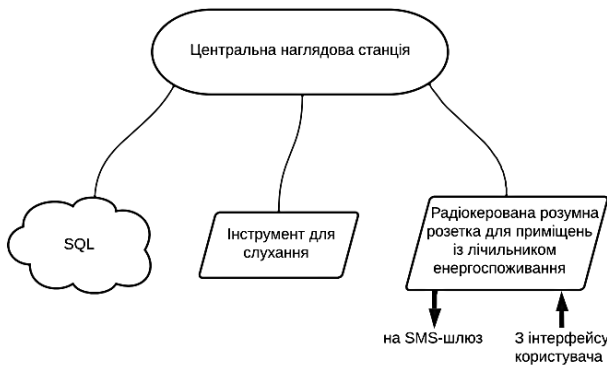 Центральна наглядова станція
SQL
Інструмент для
слухання
Радіокерована розумна
розетка для приміщень
із лічильником
енергоспоживання
на SMS-шлюз
З інтерфейсу
користувача